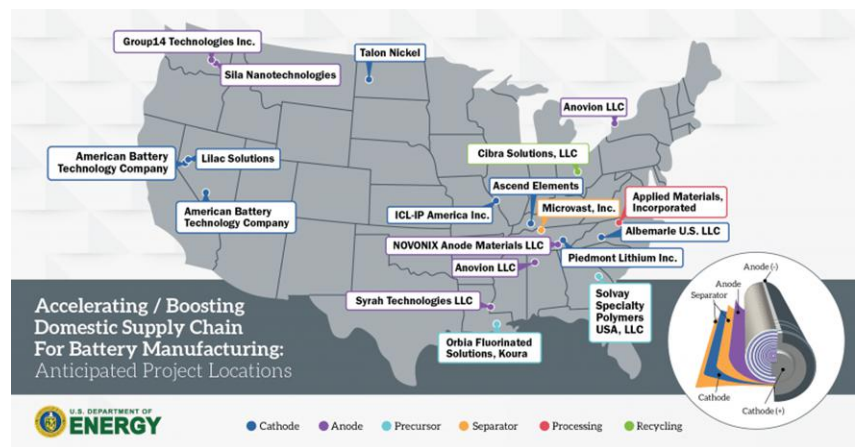 Group14 Technologies Inc.
Sila Nanotechnologies
Talon Nickel
Anovion LLC
American Battery
Technology Company
Lilac Solutions
Cibra Solutions, LLC
Ascend Elements
American Battery
Technology Company
ICL-IP America Inc.
Microvast, Inc.
Applied Materials,
Incorporated
Albemarle U.S. LLC
NOVONIX Anode Materials LLC
Piedmont Lithium Inc.
Anovion LLC
Syrah Technologies LLC
Solvay
Specialty
Polymers
USA, LLC
Orbia Fluorinated
Solutions, Koura
Accelerating / Boosting
Domestic Supply Chain
For Battery Manufacturing:
Anticipated Project Locations
Anode (-)
Anode
Separator
Cathode
Cathode (+)
U.S. DEPARTMENT OF
ENERGY
Cathode
Anode
Precursor
Separator
Processing
Recycling